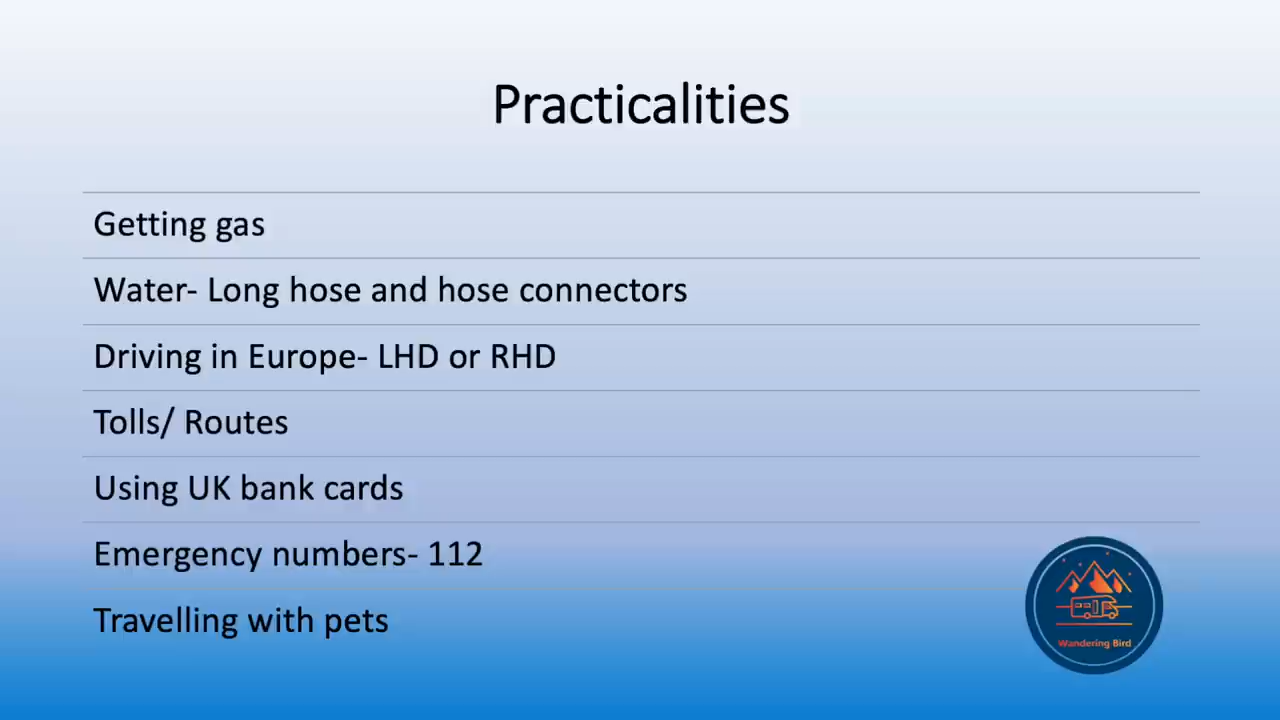 Practicalities
Getting gas
Water- Long hose and hose connectors
Driving in Europe- LHD or RHD
Tolls/ Routes
Using UK bank cards
Emergency numbers- 112
Travelling with pets
Wandering Bird